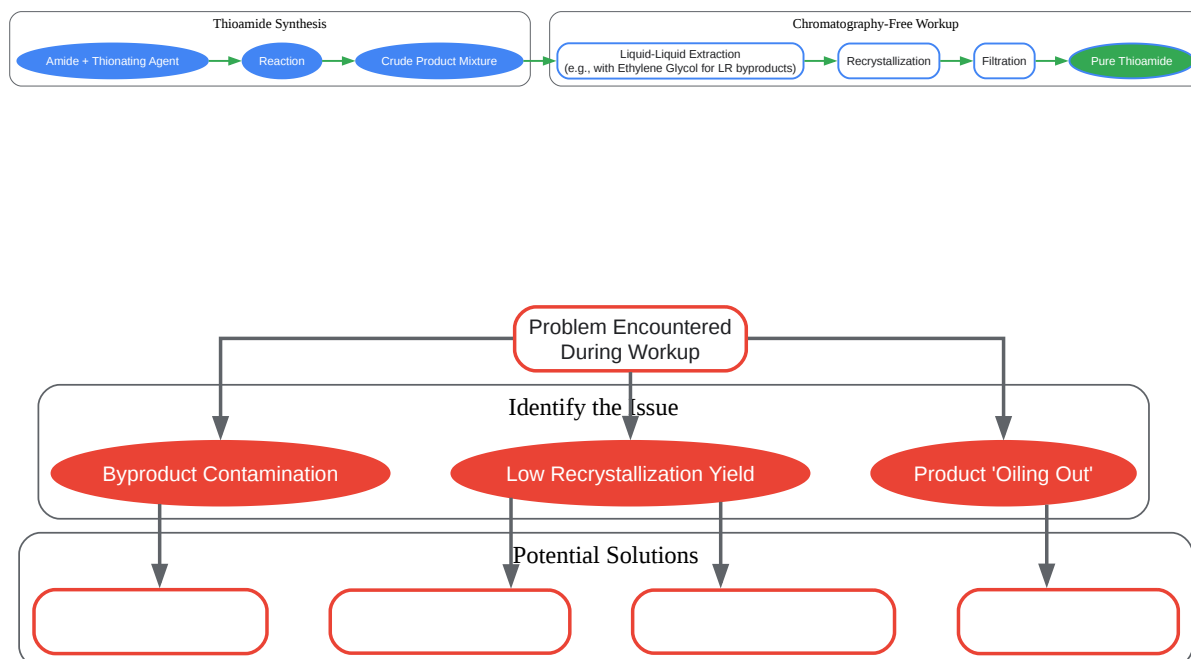 Thioamide Synthesis
Chromatography-Free Workup
Amide + Thionating Agent
Reaction
Crude Product Mixture
Liquid-Liquid Extraction
(e.g., with Ethylene Glycol for LR byproducts)
Recrystallization
Filtration
Pure Thioamide
Problem Encountered
During Workup
Identify the Issue
Byproduct Contamination
Low Recrystallization Yield
Product 'Oiling Out'
Potential Solutions